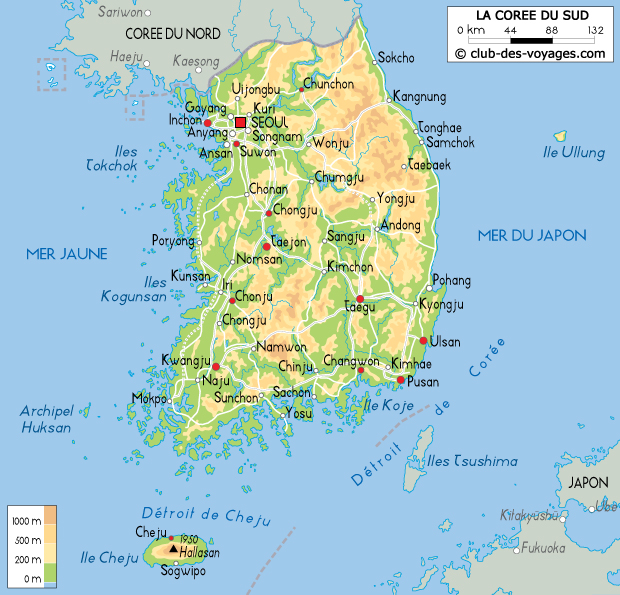 Sariwon
COREE DU NORD
Haeju
Kaesong
LA COREE DU SUD
0 km 44 88 132
© club-des-voyages.com
Sokcho
Chunchon
Uijongbu
Kangnung
Goyang
Kuri
Inchon
SEOUL
Anyang
Songnam
Tonghae
Samchok
Ile Ullung
Iles
Tokchok
Ansan
Suwon
Wonju
Taebaek
Chumgju
Chonan
Yongju
Chongju
Andong
MER DU JAPON
Poryong
Taejon
Sangju
MER JAUNE
Nomsan
Kimchon
Iles
Kogunsan
Kunsan
Iri
Chonju
Pohang
Taegu
Kyongju
Chongju
Ulsan
Namwon
Kwangju
Chinju
Changwon
Kimhae
Naju
Pusan
Mokpo
Sunchon
Sachon
Yosu
Ile Koje
Archipel
Huksan
Détroit de Corée
Iles Tsushima
JAPON
Kitakyushu
Ube
Fukuoka
Détroit de Cheju
Cheju
1950
Hallasan
Ile Cheju
Sogwipo
1000 m
500 m
200 m
0 m